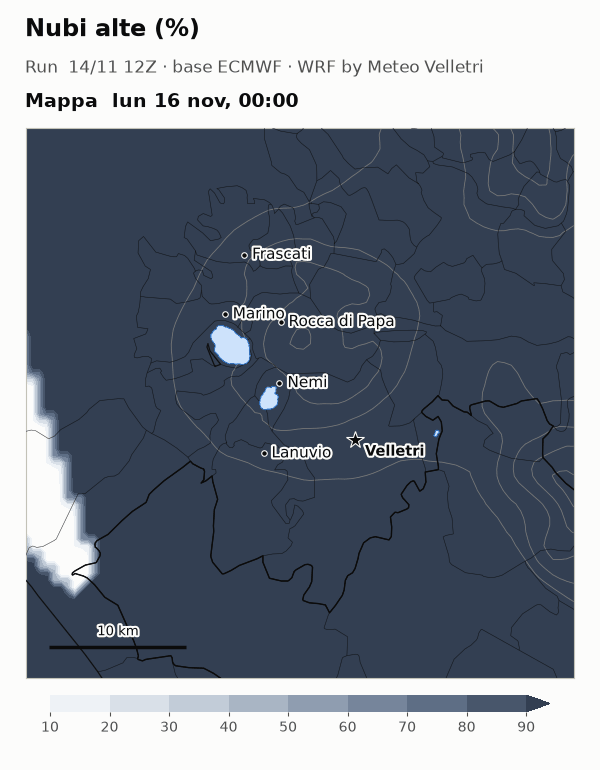 Nubi alte (%)
Run  14/11 12Z · base ECMWF · WRF by Meteo Velletri
Mappa  lun 16 nov, 00:00
Frascati
Marino
Rocca di Papa
Nemi
Velletri
Lanuvio
10 km
10 20 30 40 50 60 70 80 90